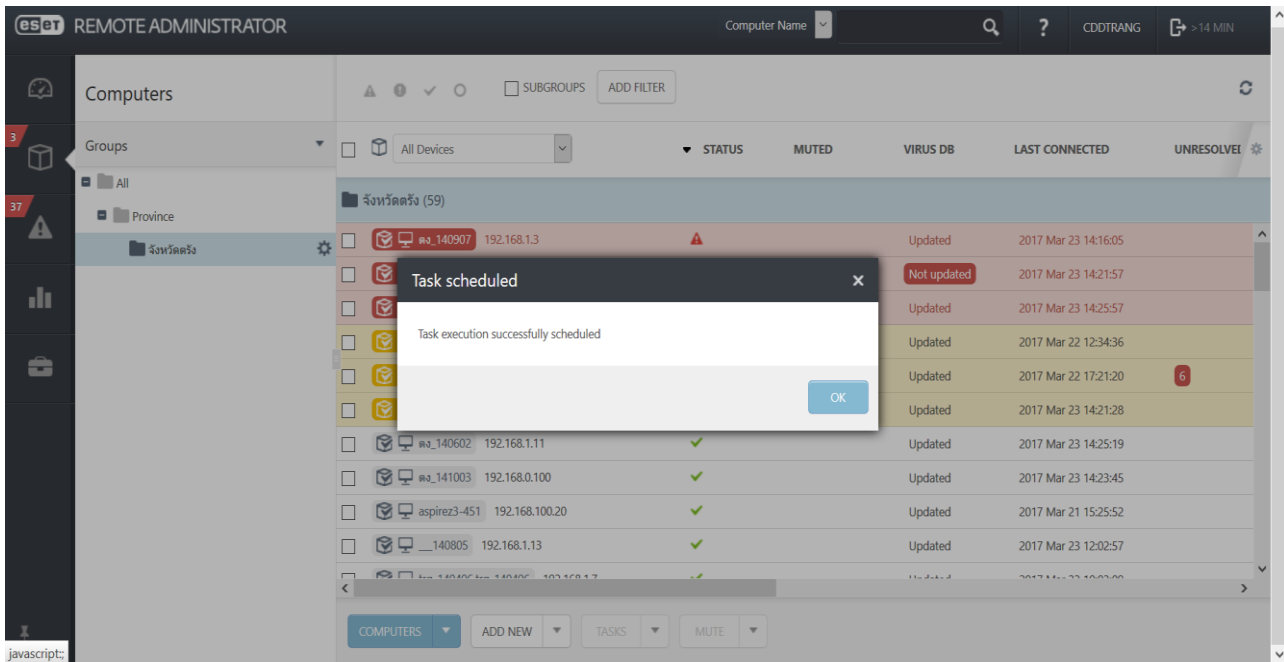 eset REMOTE ADMINISTRATOR
Computer Name
?
CDDTRANG
>14 MIN
Computers
SUBGROUPS
ADD FILTER
3
Groups
All Devices
STATUS MUTED VIRUS DB LAST CONNECTED
All
37
Province
จังหวัดตรัง
จังหวัดตรัง (59)
ตง_140907 192.168.1.3 Updated 2017 Mar 23 14:16:05
Not updated 2017 Mar 23 14:21:57
Updated 2017 Mar 23 14:25:57
Updated 2017 Mar 22 12:34:36
Updated 2017 Mar 22 17:21:20 6
Updated 2017 Mar 23 14:21:28
Task scheduled
Task execution successfully scheduled
OK
ตง_140602 192.168.1.11 Updated 2017 Mar 23 14:25:19
ตง_141003 192.168.0.100 Updated 2017 Mar 23 14:23:45
aspirez3-451 192.168.100.20 Updated 2017 Mar 21 15:25:52
__140805 192.168.1.13 Updated 2017 Mar 23 12:02:57
COMPUTERS
ADD NEW
TASKS
MUTE
javascript:;